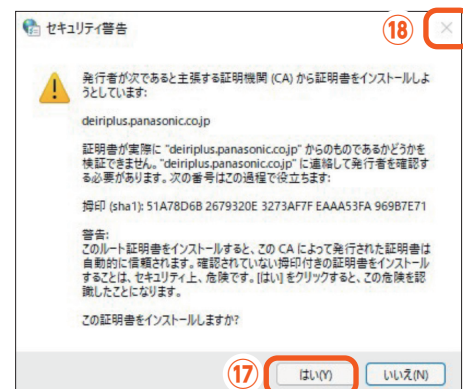 セキュリティ警告
⑱
発行者が次であると主張する証明機関 (CA) から証明書をインストールしよ
うとしています:
deiriplus.panasonic.co.jp
証明書が実際に "deiriplus.panasonic.co.jp" からのものであるかどうかを
検証できません。"deiriplus.panasonic.co.jp" に連絡して発行者を確認す
る必要があります。次の番号はこの過程で役立ちます:
拇印 (sha1): 51A78D6B 2679320E 3273AF7F EAAA53FA 969B7E71
警告:
このルート証明書をインストールすると、この CA によって発行された証明書は
自動的に信頼されます。確認されていない拇印付きの証明書をインストール
することは、セキュリティ上、危険です。[はい] をクリックすると、この危険を認
識したことになります。
この証明書をインストールしますか?
⑰ はい(Y) いいえ(N)